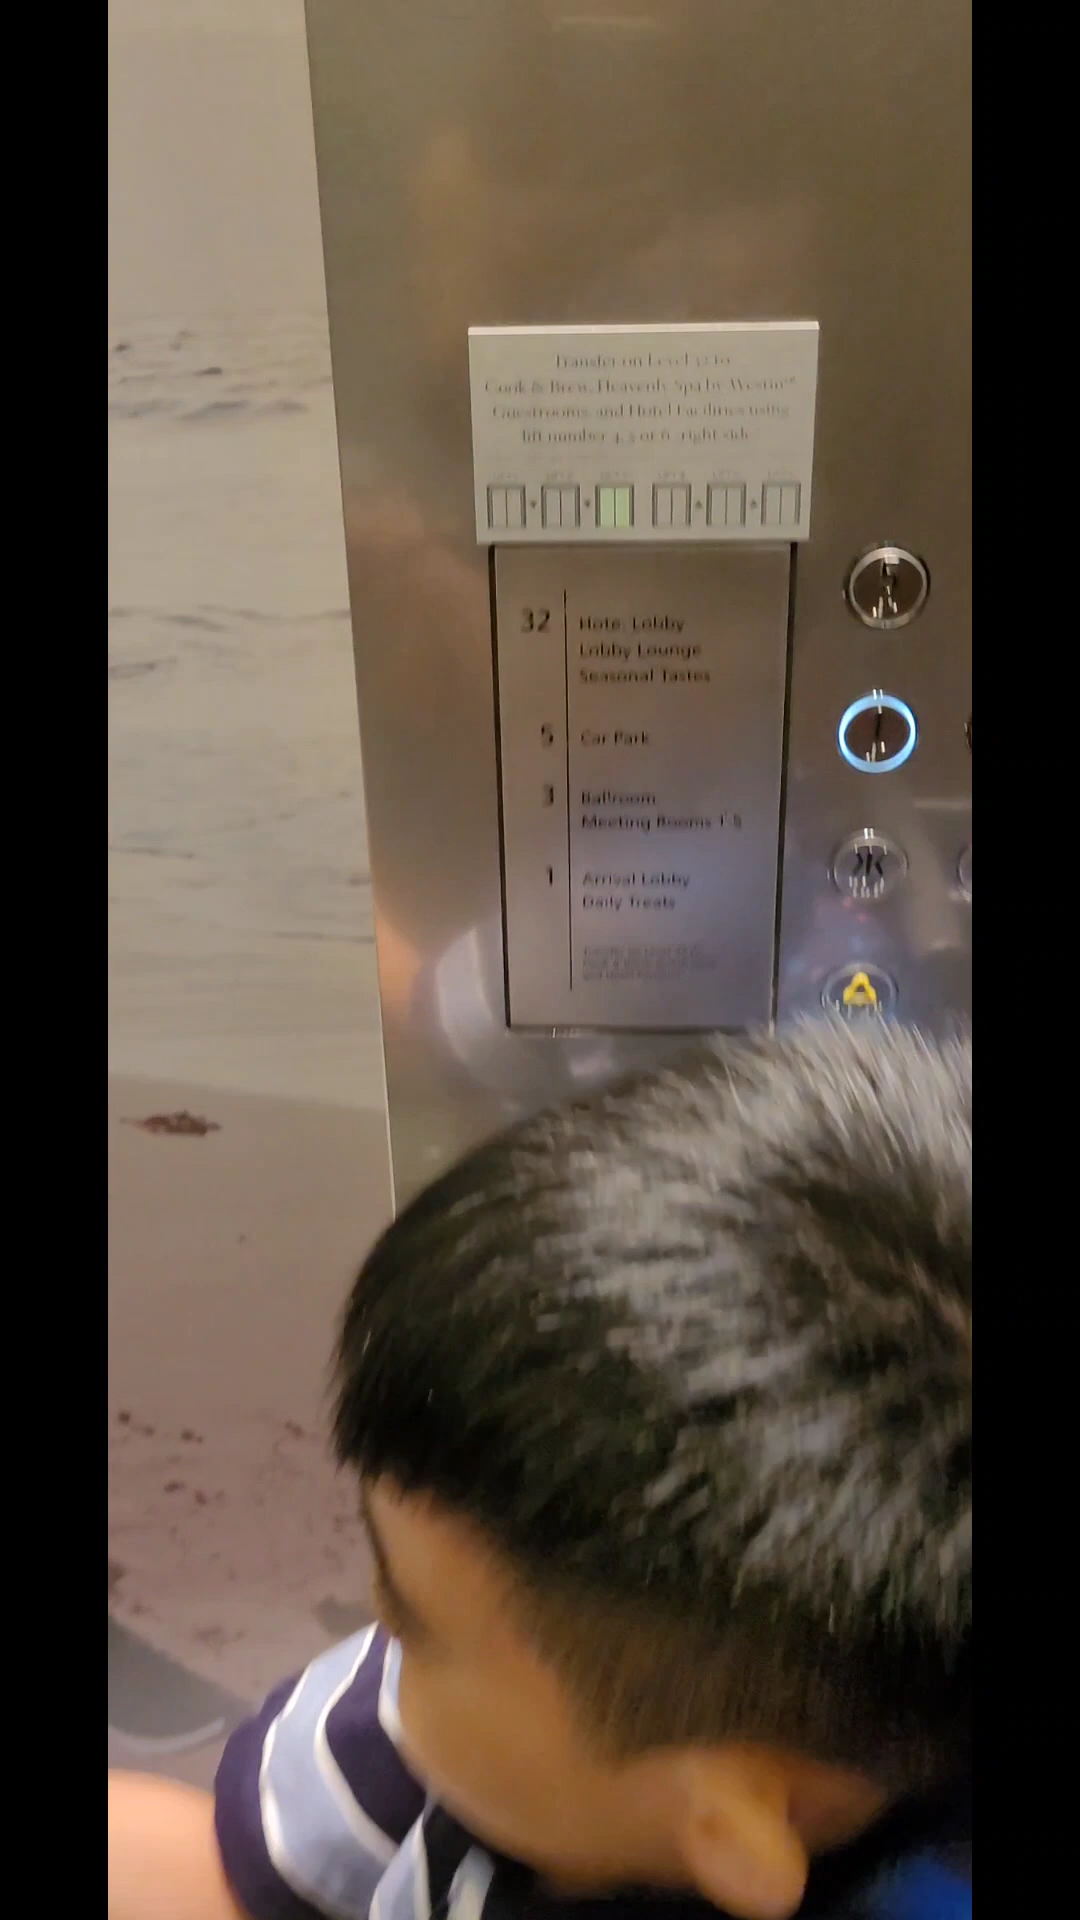 Transfer on Level 32 to
Cook & Brew, Heavenly Spa by Westin
Guestrooms and Hotel Facilities using
lift number 4, 5 or 6, right side
32 Hotel Lobby
Lobby Lounge
Seasonal Tastes
5 Car Park
3 Ballroom
Meeting Rooms 1-8
1 Arrival Lobby
Daily Treats
5
1